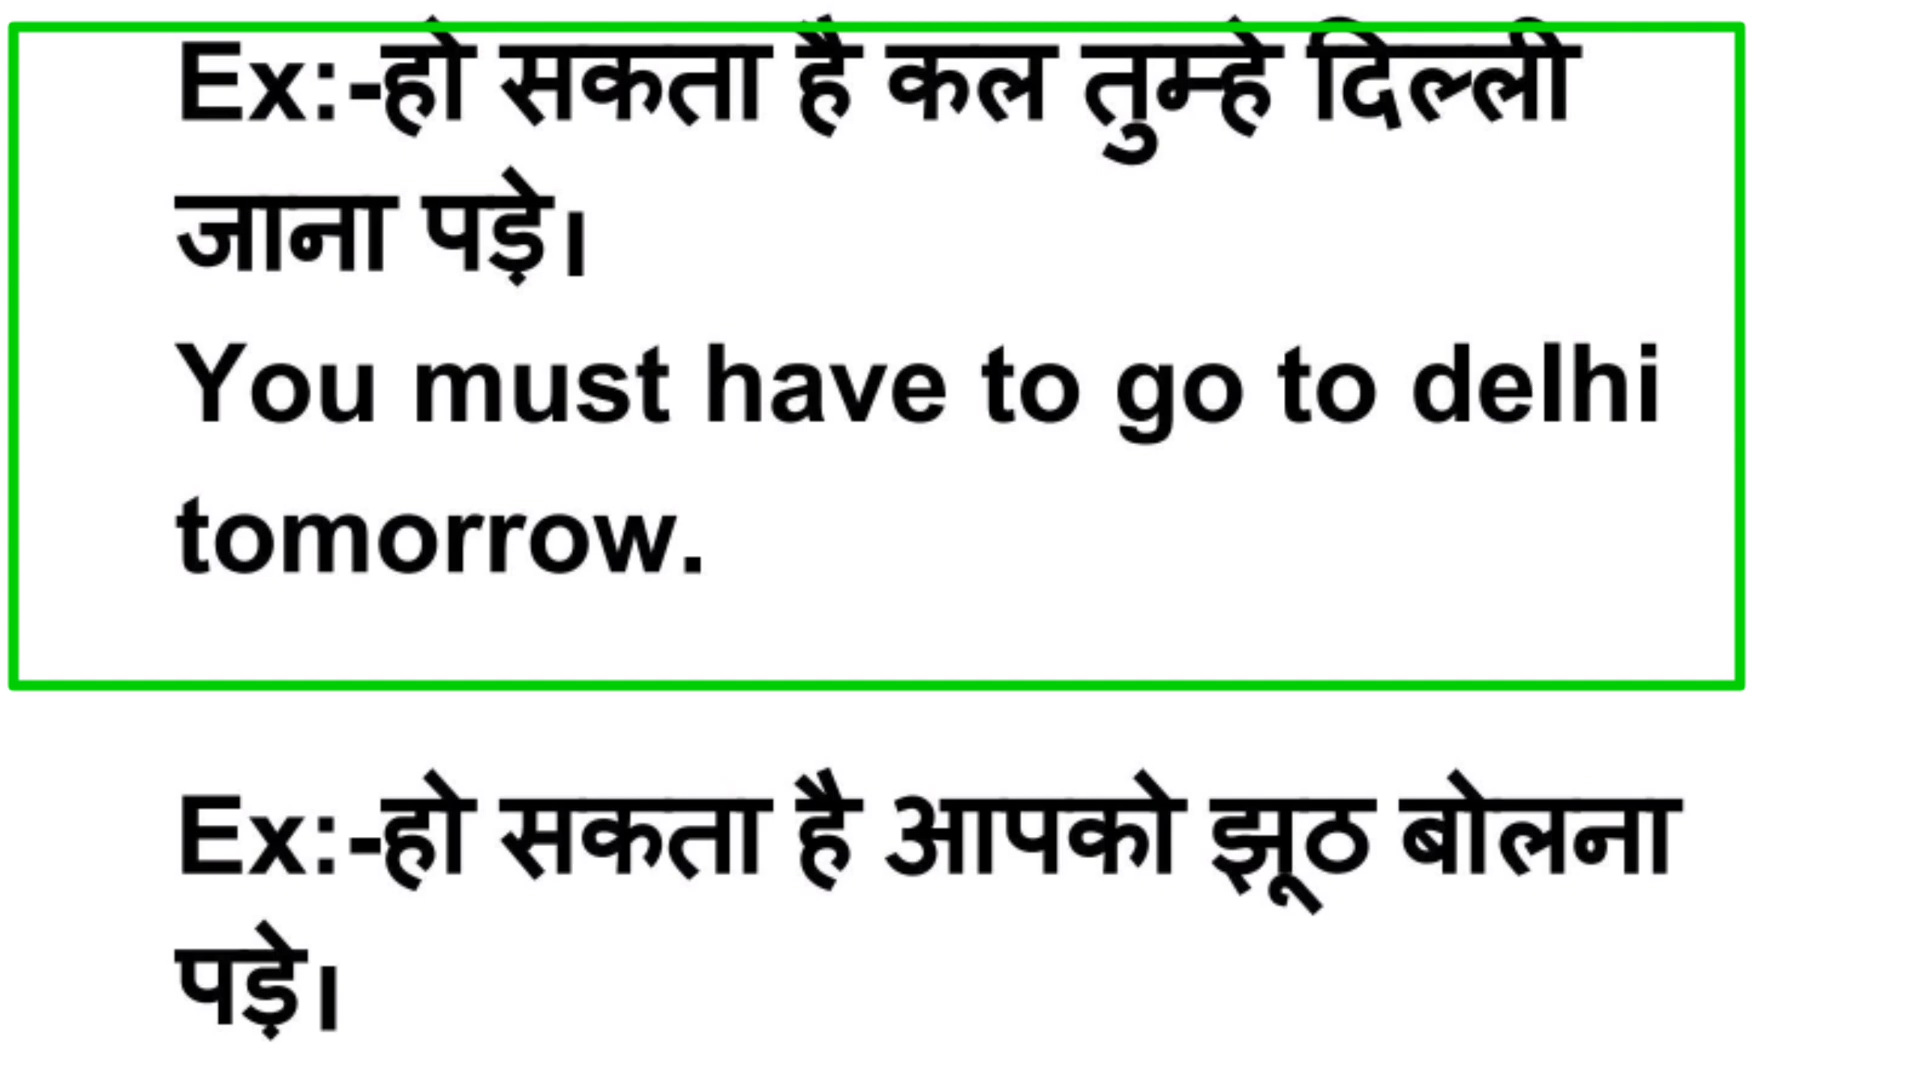 Ex:-हो सकता है कल तुम्हे दिल्ली
जाना पड़े।
You must have to go to delhi
tomorrow.
Ex:-हो सकता है आपको झूठ बोलना
पड़े।